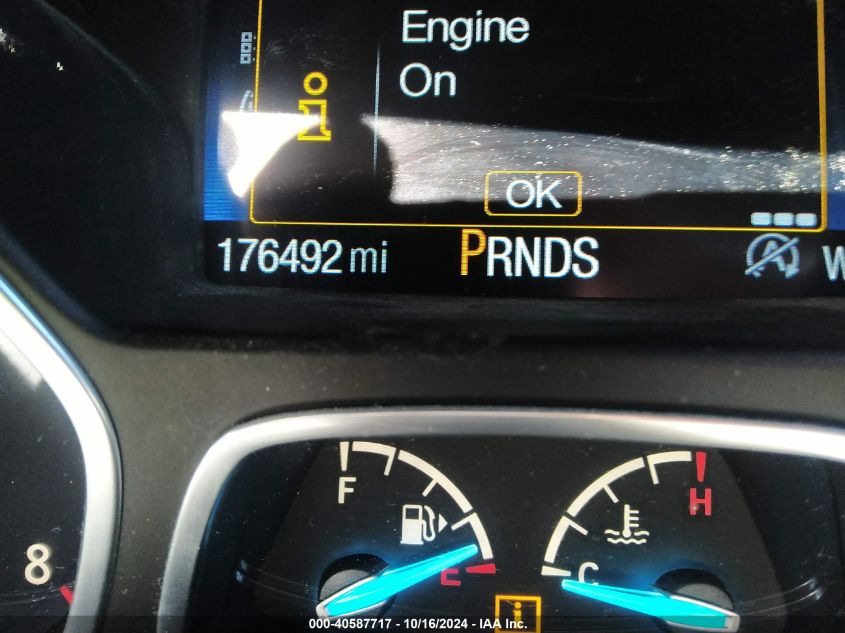 Engine
On
OK
176492 mi PRNDS A W
F H
8 E C
000-40587717 - 10/16/2024 - IAA Inc.